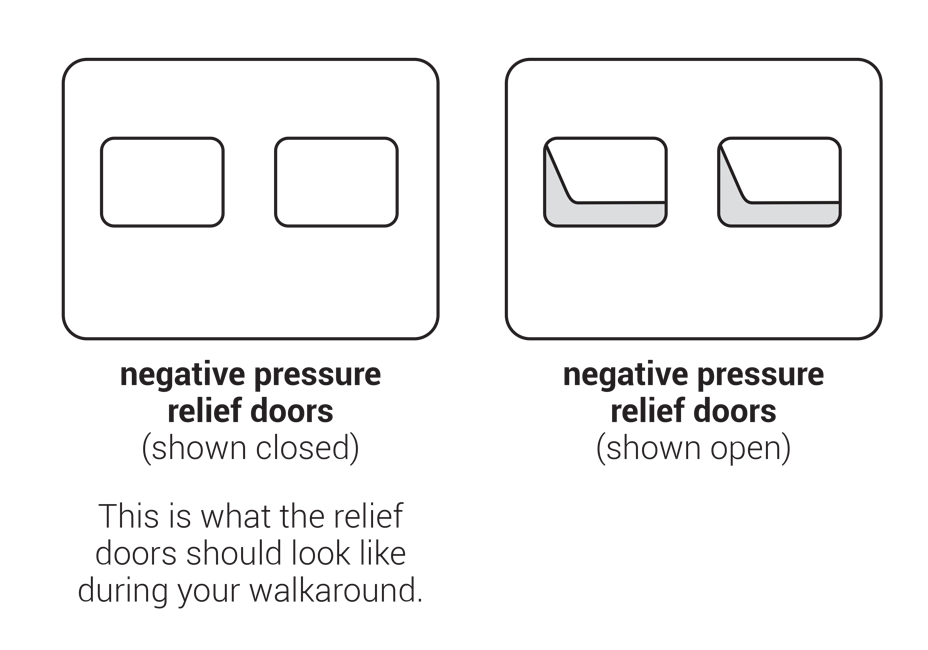 negative pressure
relief doors
(shown closed)
This is what the relief
doors should look like
during your walkaround.
negative pressure
relief doors
(shown open)